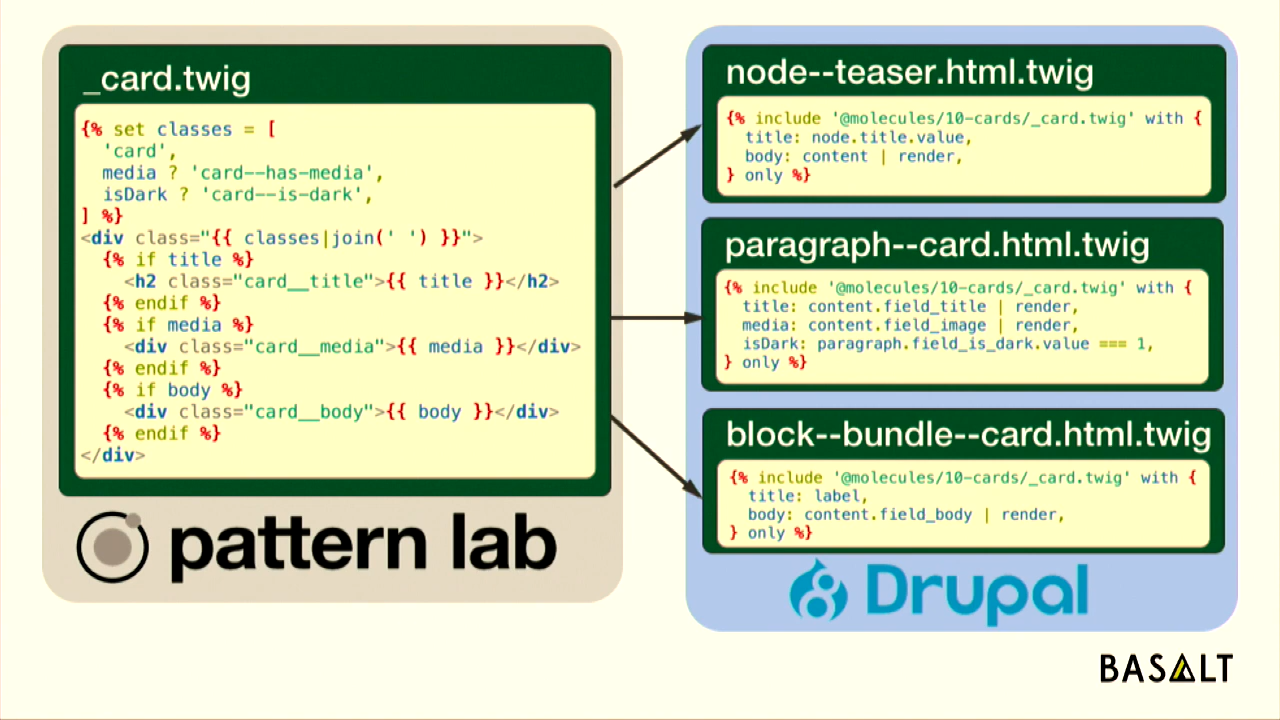 _card.twig
{% set classes = [
'card',
media ? 'card--has-media',
isDark ? 'card--is-dark',
] %}
<div class="{{ classes|join(' ') }}">
{% if title %}
<h2 class="card__title">{{ title }}</h2>
{% endif %}
{% if media %}
<div class="card__media">{{ media }}</div>
{% endif %}
{% if body %}
<div class="card__body">{{ body }}</div>
{% endif %}
</div>
pattern lab
node--teaser.html.twig
{% include '@molecules/10-cards/_card.twig' with {
title: node.title.value,
body: content | render,
} only %}
paragraph--card.html.twig
{% include '@molecules/10-cards/_card.twig' with {
title: content.field_title | render,
media: content.field_image | render,
isDark: paragraph.field_is_dark.value === 1,
} only %}
block--bundle--card.html.twig
{% include '@molecules/10-cards/_card.twig' with {
title: label,
body: content.field_body | render,
} only %}
Drupal
BASALT